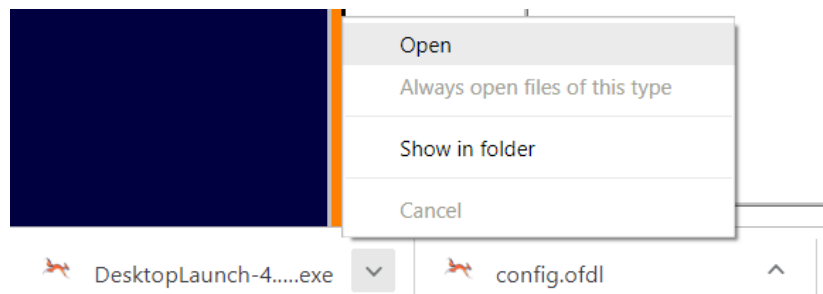 Open
Always open files of this type
Show in folder
Cancel
DesktopLaunch-4.....exe
config.ofdl